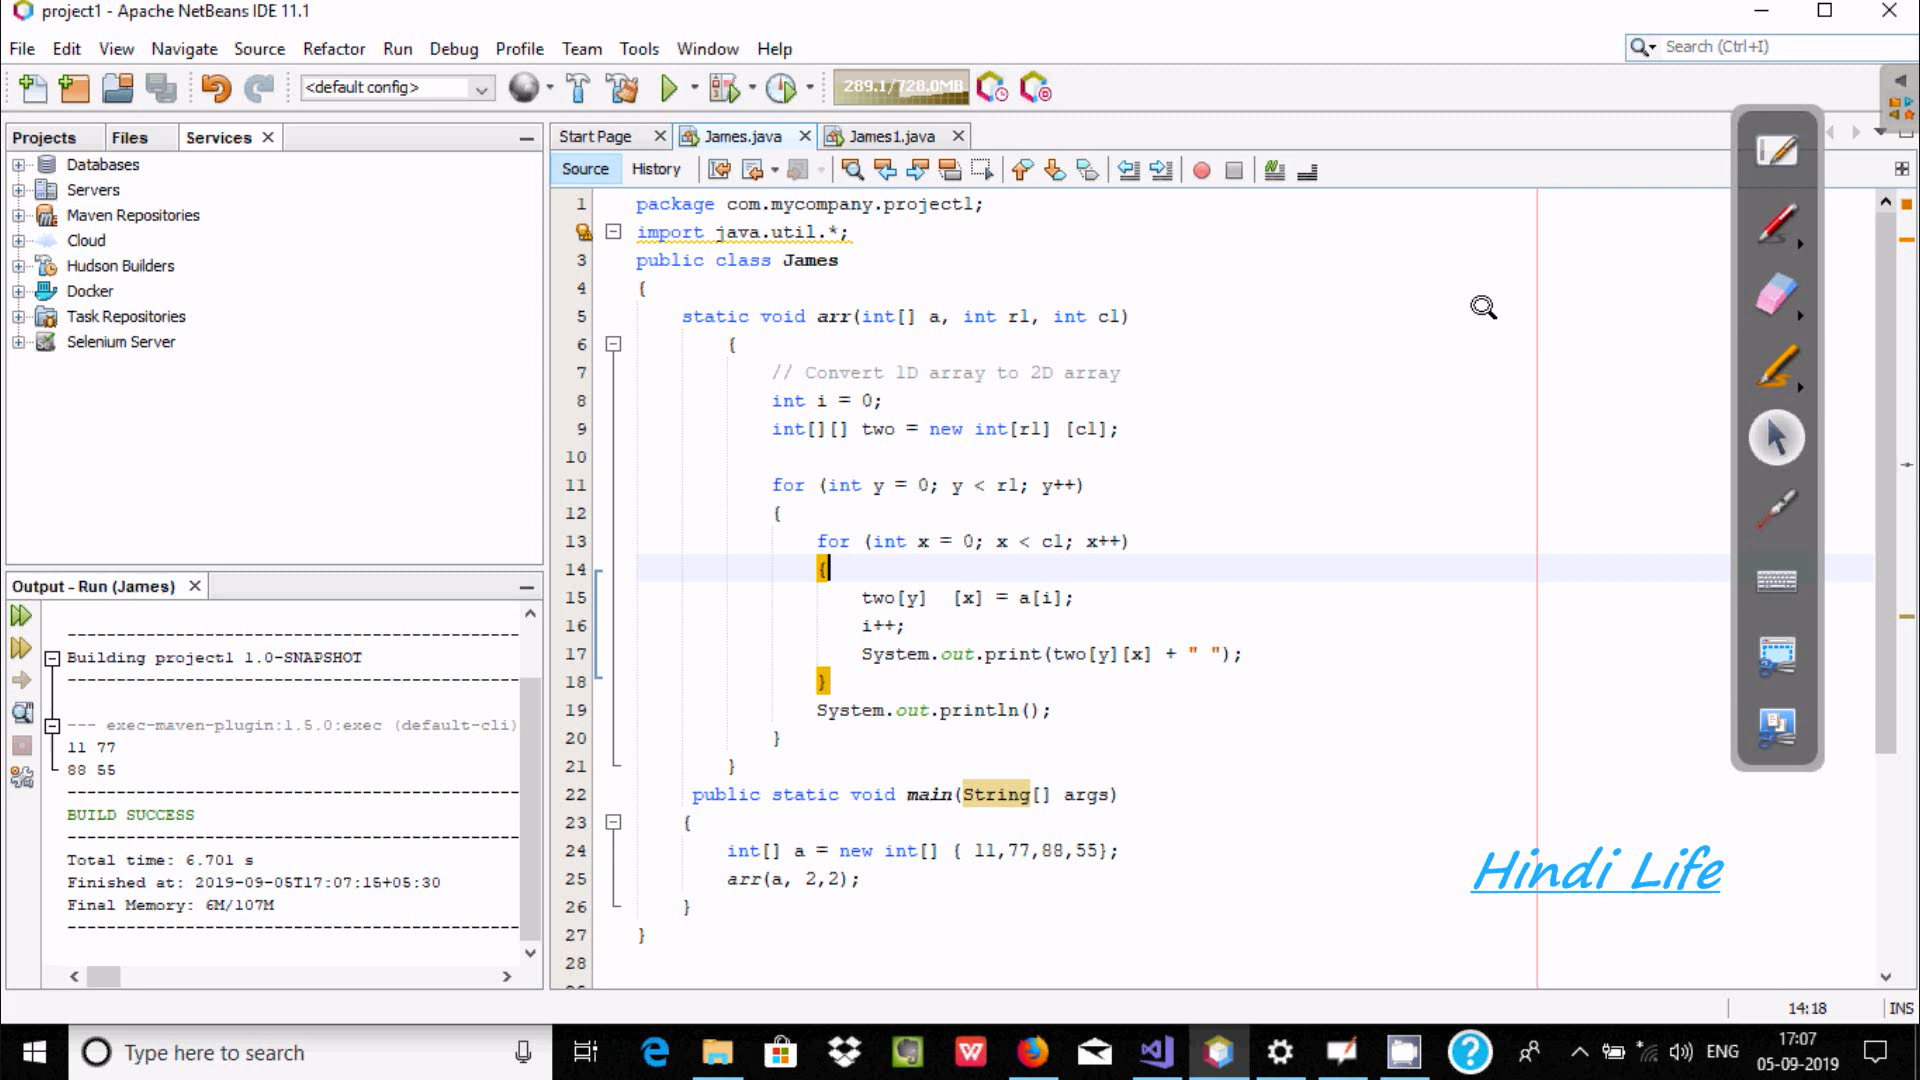 project1 - Apache NetBeans IDE 11.1
File Edit View Navigate Source Refactor Run Debug Profile Team Tools Window Help
Search (Ctrl+I)
<default config>
289.1/728.0MB
Projects Files Services
Databases
Servers
Maven Repositories
Cloud
Hudson Builders
Docker
Task Repositories
Selenium Server
Start Page James.java James1.java
Source History
1 package com.mycompany.project1;
import java.util.*;
3 public class James
4 {
5 static void arr(int[] a, int r1, int c1)
6 {
7 // Convert 1D array to 2D array
8 int i = 0;
9 int[][] two = new int[r1] [c1];
10
11 for (int y = 0; y < r1; y++)
12 {
13 for (int x = 0; x < c1; x++)
14 {
15 two[y] [x] = a[i];
16 i++;
17 System.out.print(two[y][x] + " ");
18 }
19 System.out.println();
20 }
21 }
22 public static void main(String[] args)
23 {
24 int[] a = new int[] { 11,77,88,55};
25 arr(a, 2,2);
26 }
27 }
28
Hindi Life
Output - Run (James)
------------------------------------------------
Building project1 1.0-SNAPSHOT
------------------------------------------------
--- exec-maven-plugin:1.5.0:exec (default-cli)
11 77
88 55
------------------------------------------------
BUILD SUCCESS
------------------------------------------------
Total time: 6.701 s
Finished at: 2019-09-05T17:07:15+05:30
Final Memory: 6M/107M
------------------------------------------------
14:18 INS
Type here to search
ENG
17:07
05-09-2019